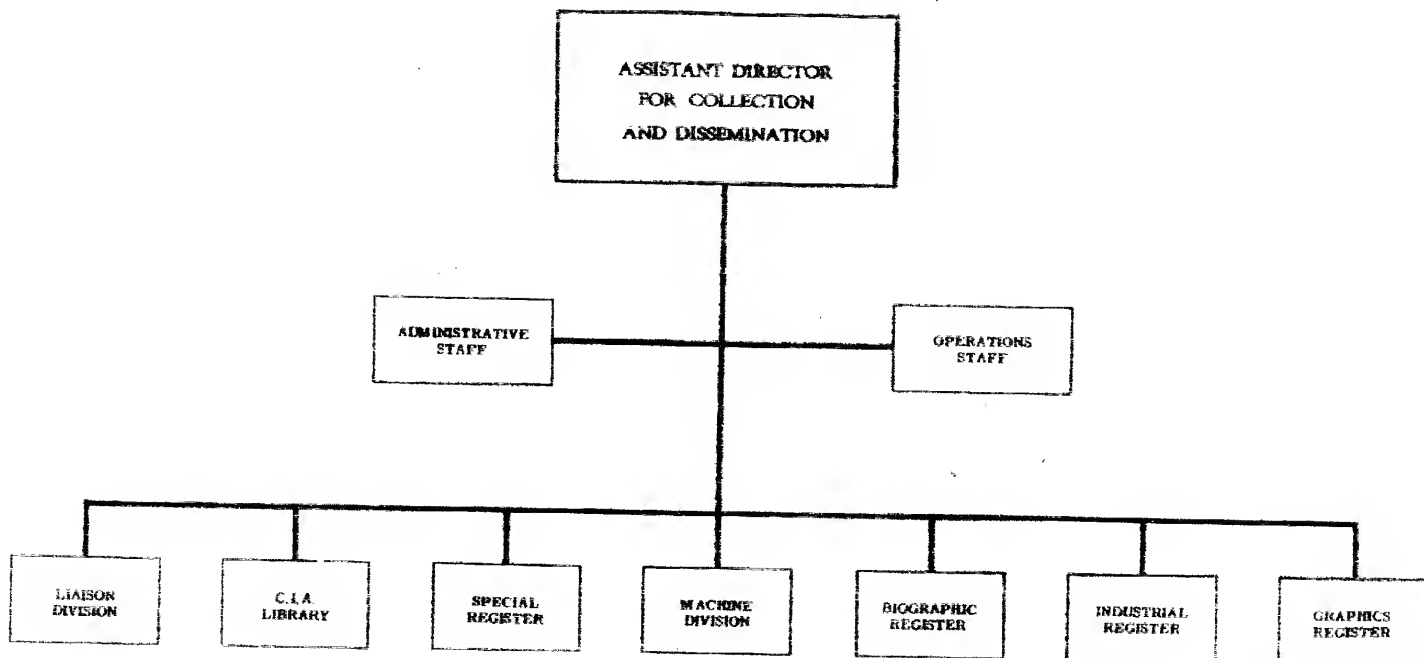 ASSISTANT DIRECTOR
FOR COLLECTION
AND DISSEMINATION
ADMINISTRATIVE
STAFF
OPERATIONS
STAFF
LIAISON
DIVISION
C.I.A.
LIBRARY
SPECIAL
REGISTER
MACHINE
DIVISION
BIOGRAPHIC
REGISTER
INDUSTRIAL
REGISTER
GRAPHICS
REGISTER